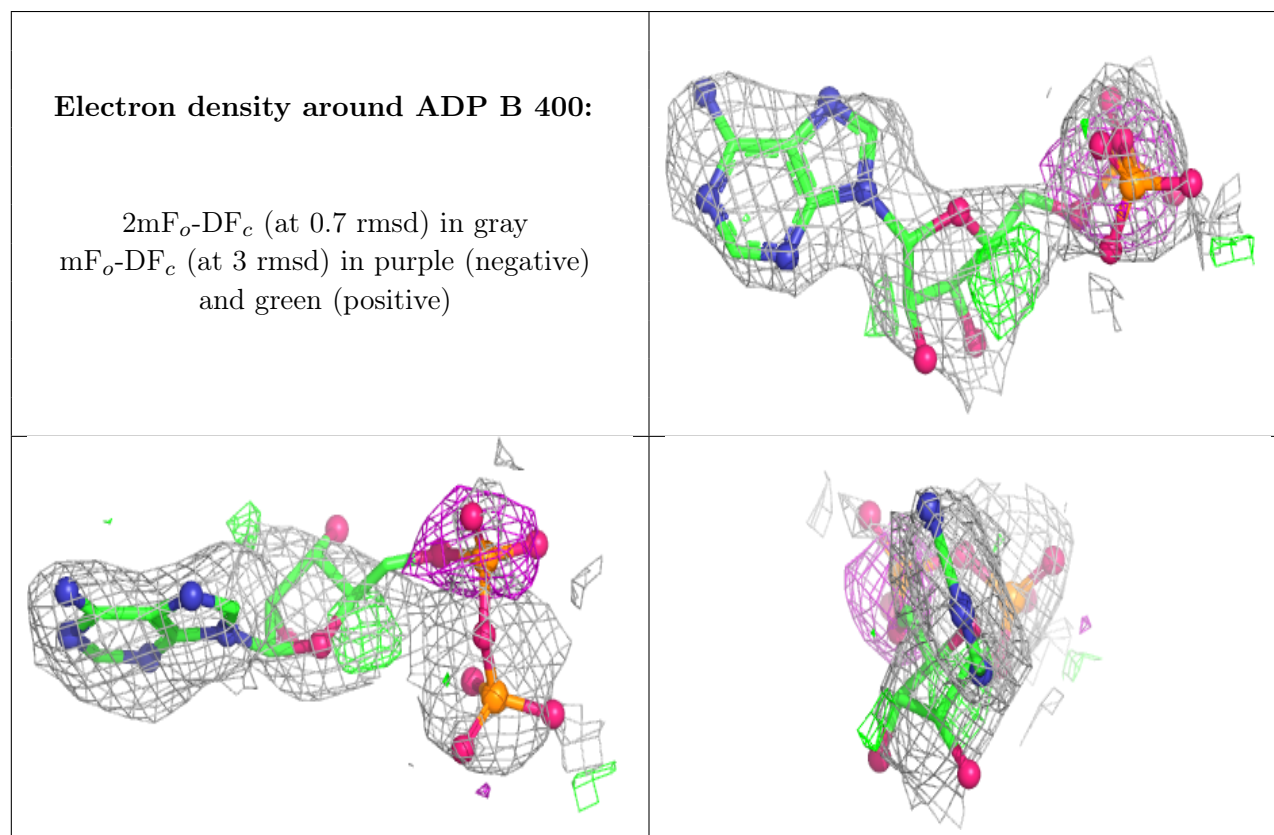 Electron density around ADP B 400:
2mFₒ-DF𝑐 (at 0.7 rmsd) in gray
mFₒ-DF𝑐 (at 3 rmsd) in purple (negative)
and green (positive)